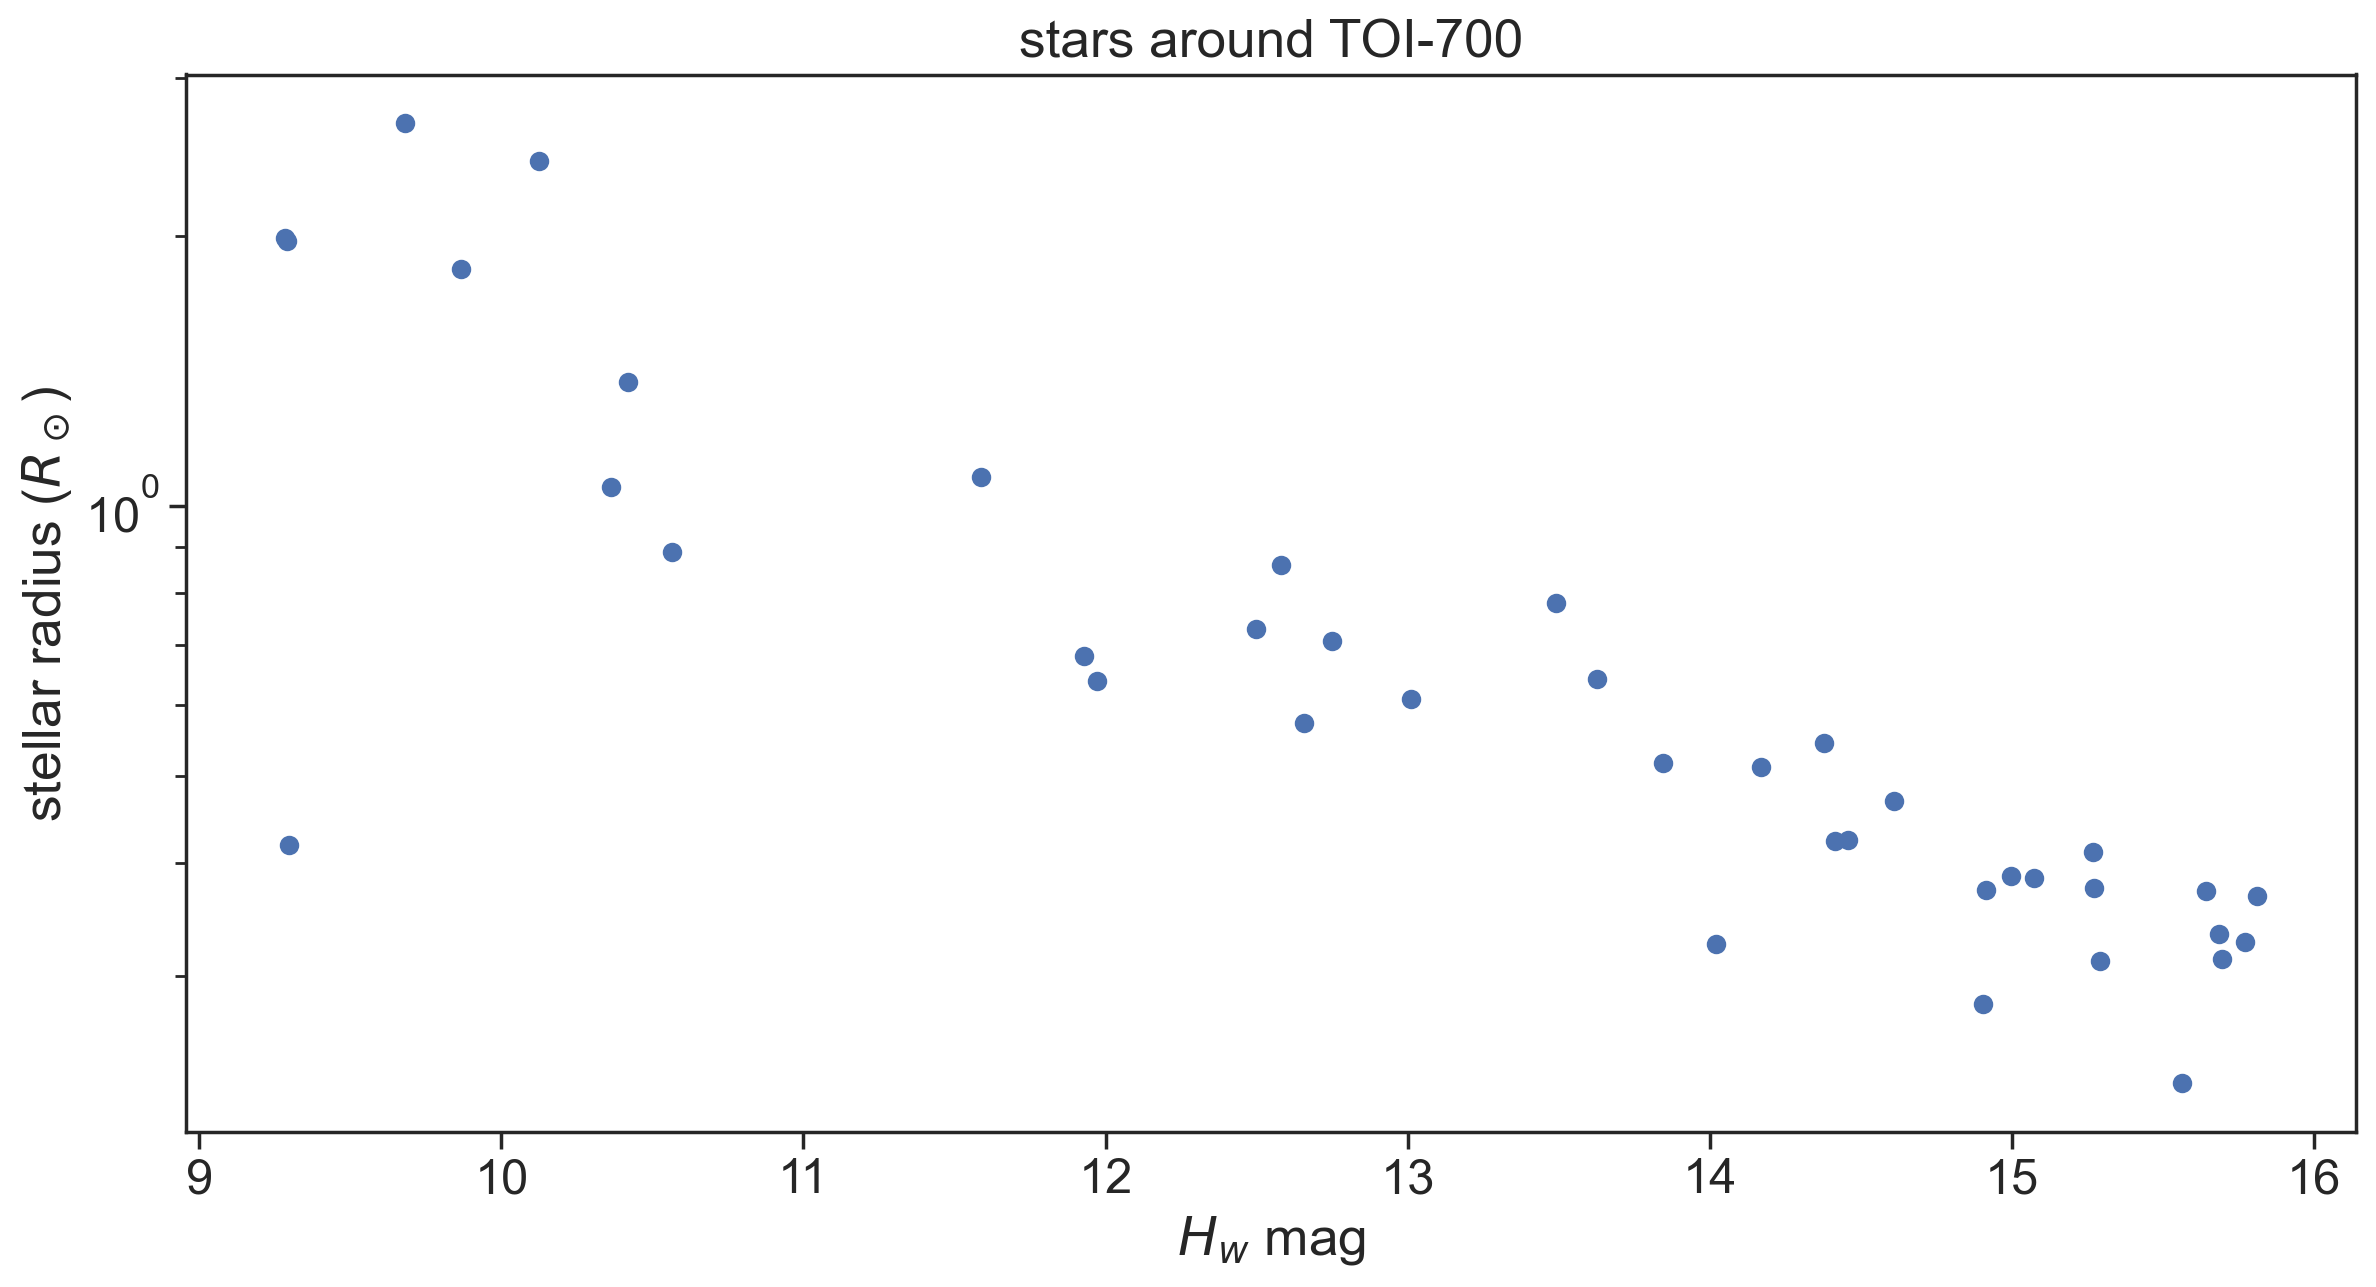 stars around TOI-700
stellar radius (R⊙)
10⁰
9 10 11 12 13 14 15 16
H_w mag